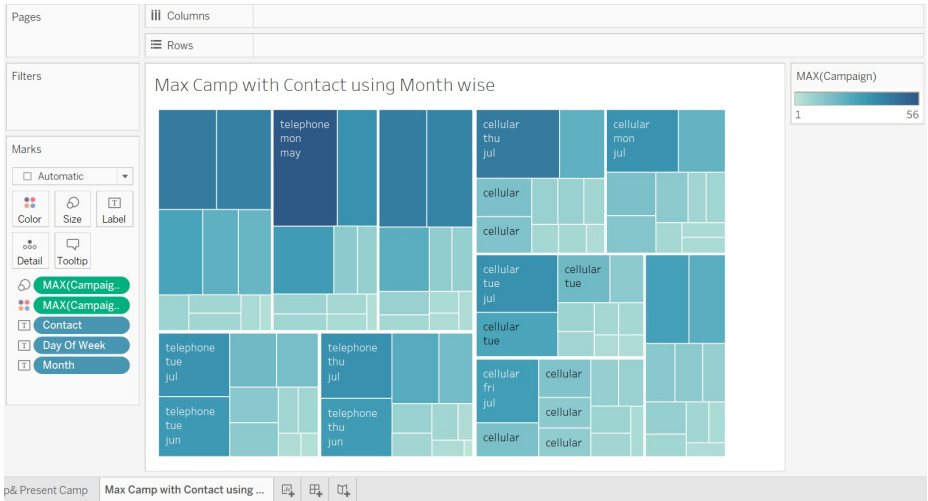 Pages
Columns
Rows
Filters
Marks
Automatic
Color
Size
Label
Detail
Tooltip
MAX(Campaig..
MAX(Campaig..
Contact
Day Of Week
Month
Max Camp with Contact using Month wise
telephone
mon
may
cellular
thu
jul
cellular
mon
jul
cellular
cellular
cellular
tue
jul
cellular
tue
cellular
tue
telephone
tue
jul
telephone
thu
jul
telephone
tue
jun
telephone
thu
jun
cellular
fri
jul
cellular
cellular
cellular
cellular
MAX(Campaign)
1
56
p& Present Camp
Max Camp with Contact using ...